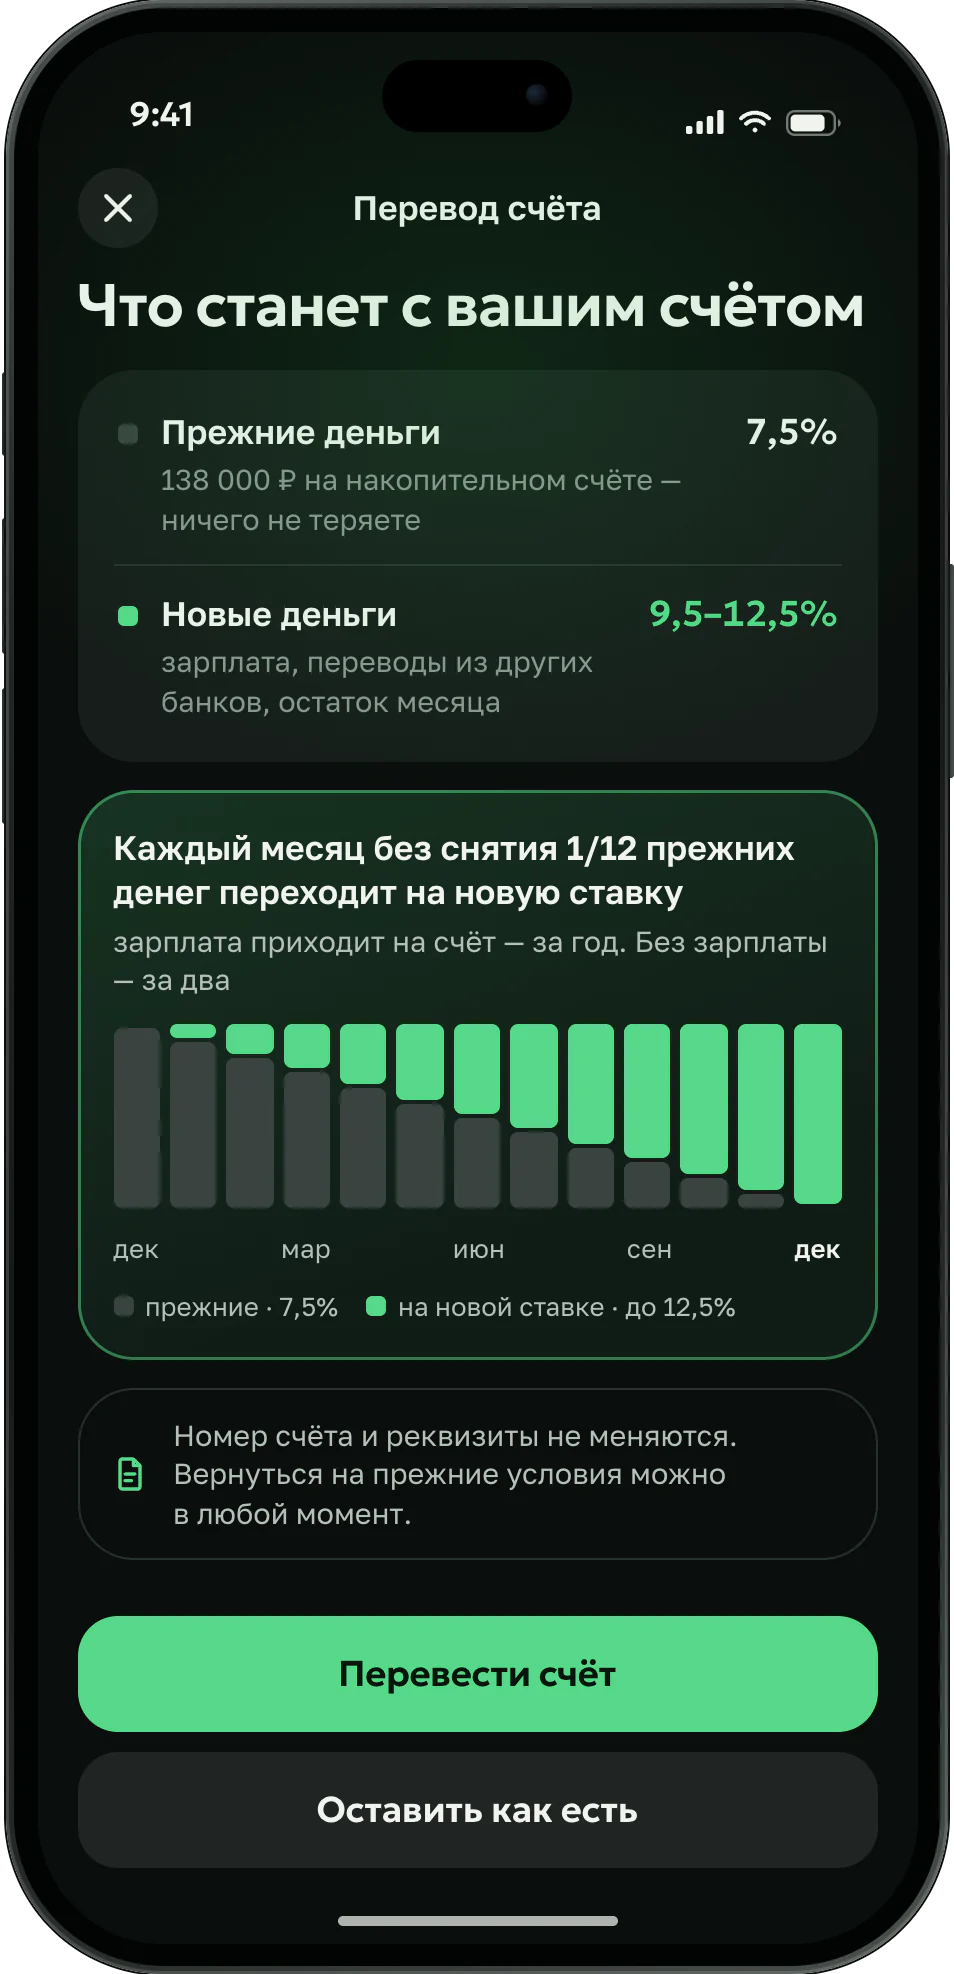 9:41
Перевод счёта
Что станет с вашим счётом
Прежние деньги
7,5%
138 000 ₽ на накопительном счёте —
ничего не теряете
Новые деньги
9,5–12,5%
зарплата, переводы из других
банков, остаток месяца
Каждый месяц без снятия 1/12 прежних
денег переходит на новую ставку
зарплата приходит на счёт — за год. Без зарплаты
— за два
дек мар июн сен дек
прежние · 7,5% на новой ставке · до 12,5%
Номер счёта и реквизиты не меняются.
Вернуться на прежние условия можно
в любой момент.
Перевести счёт
Оставить как есть